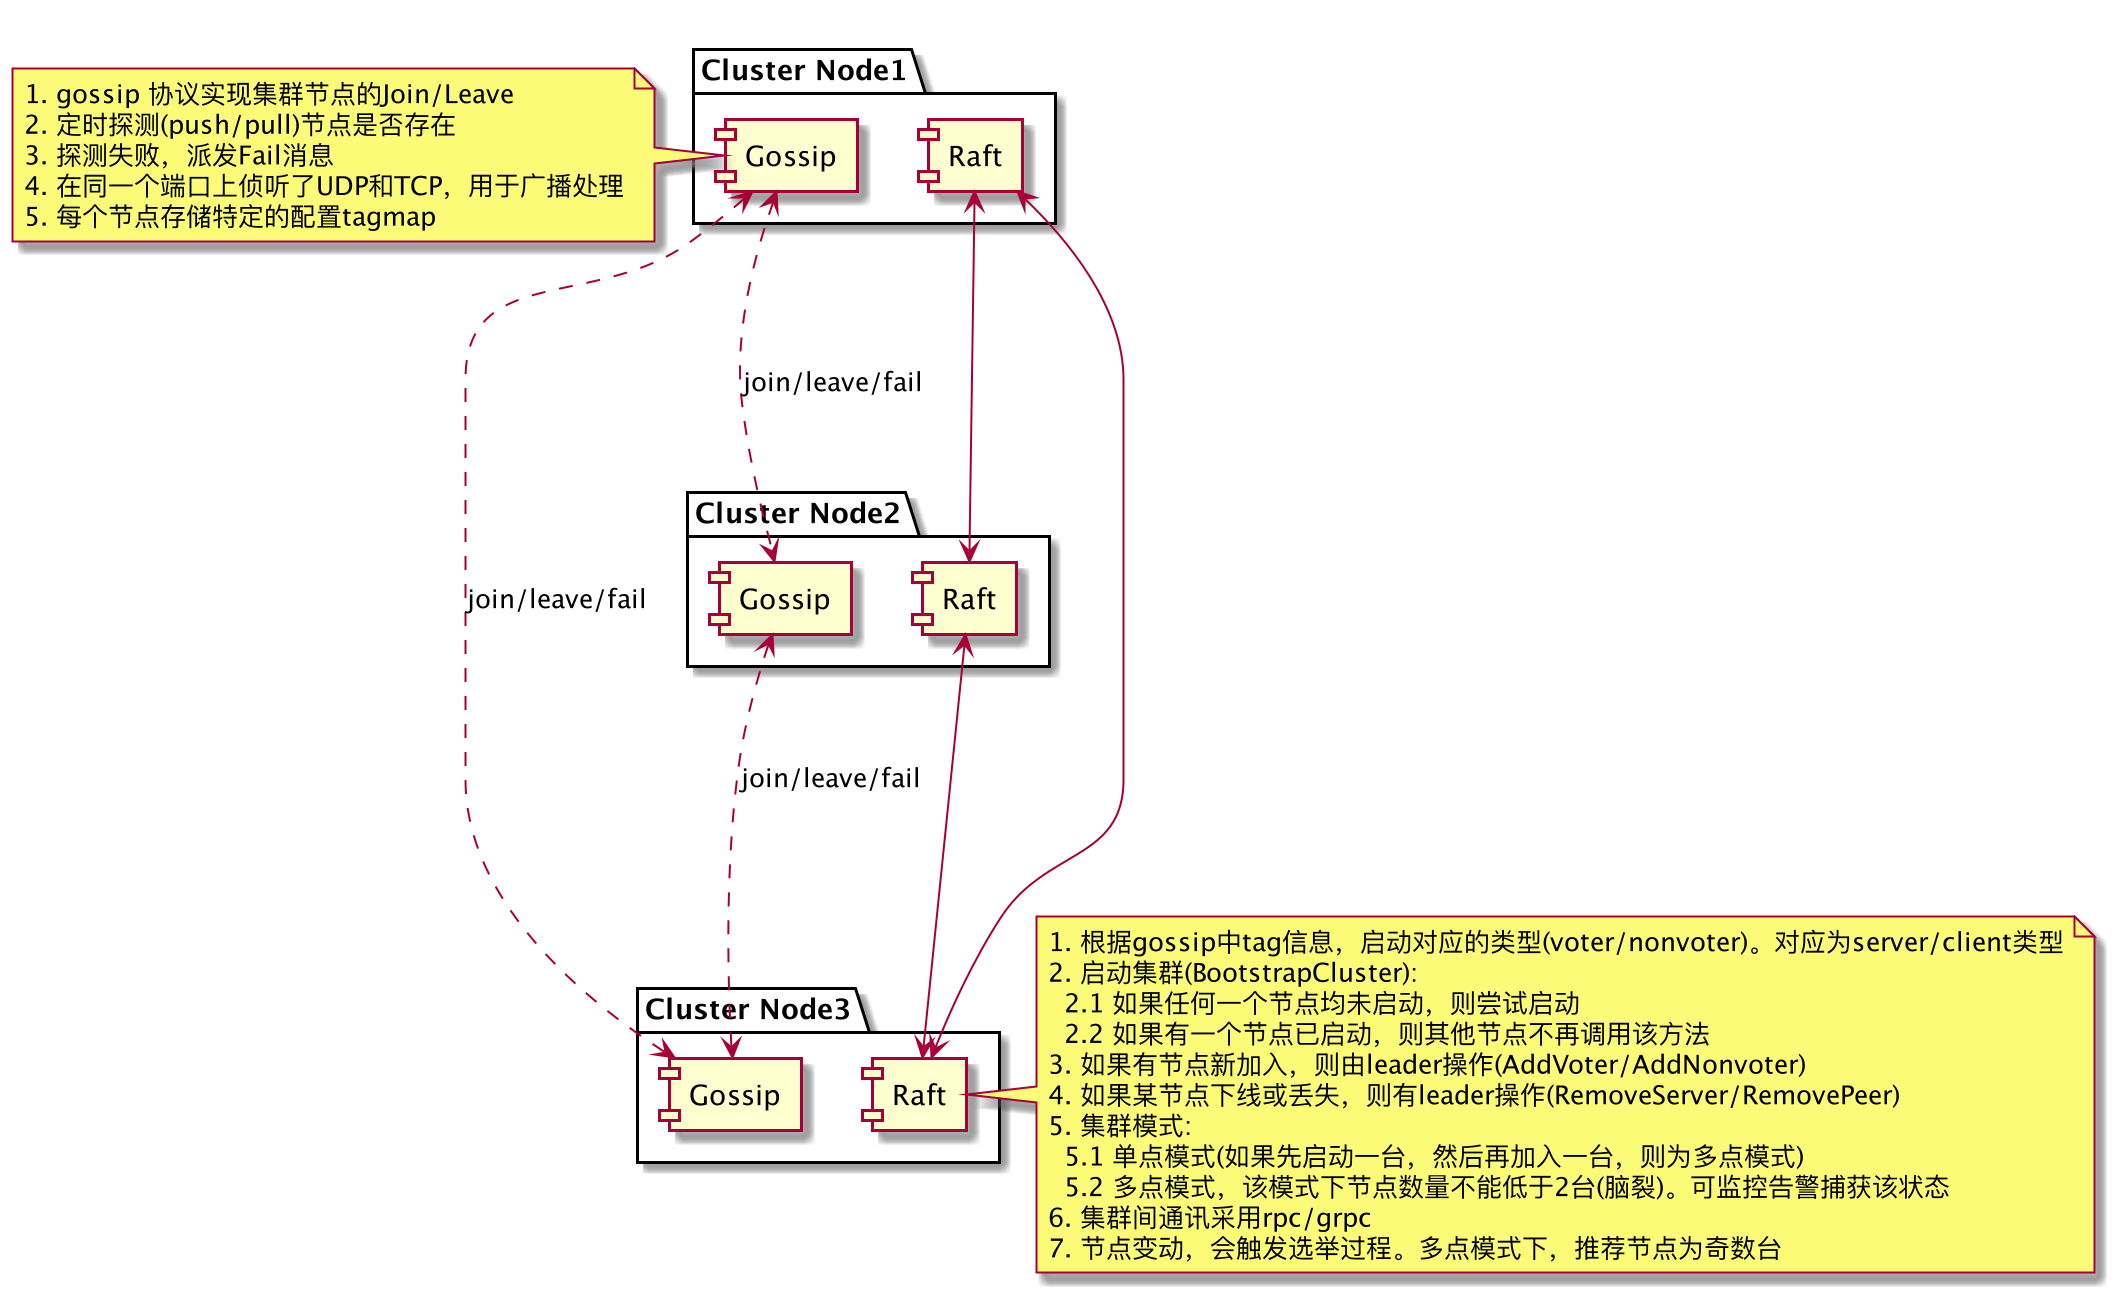 Cluster Node1
1. gossip 协议实现集群节点的Join/Leave
2. 定时探测(push/pull)节点是否存在
3. 探测失败，派发Fail消息
4. 在同一个端口上侦听了UDP和TCP，用于广播处理
5. 每个节点存储特定的配置tagmap
Gossip
Raft
join/leave/fail
Cluster Node2
Gossip
Raft
join/leave/fail
join/leave/fail
Cluster Node3
Gossip
Raft
1. 根据gossip中tag信息，启动对应的类型(voter/nonvoter)。对应为server/client类型
2. 启动集群(BootstrapCluster):
2.1 如果任何一个节点均未启动，则尝试启动
2.2 如果有一个节点已启动，则其他节点不再调用该方法
3. 如果有节点新加入，则由leader操作(AddVoter/AddNonvoter)
4. 如果某节点下线或丢失，则有leader操作(RemoveServer/RemovePeer)
5. 集群模式:
5.1 单点模式(如果先启动一台，然后再加入一台，则为多点模式)
5.2 多点模式，该模式下节点数量不能低于2台(脑裂)。可监控告警捕获该状态
6. 集群间通讯采用rpc/grpc
7. 节点变动，会触发选举过程。多点模式下，推荐节点为奇数台